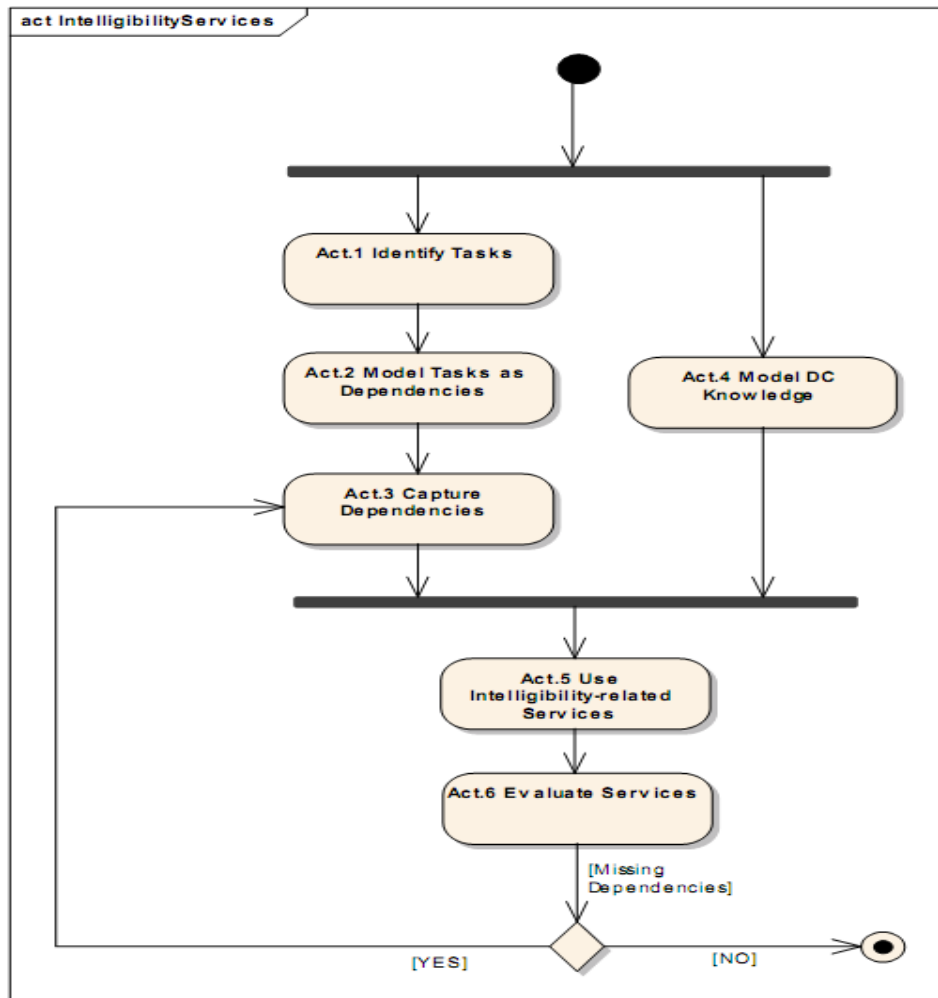 act IntelligibilityServices
Act.1 Identify Tasks
Act.2 Model Tasks as
Dependencies
Act.4 Model DC
Knowledge
Act.3 Capture
Dependencies
Act.5 Use
Intelligibility-related
Services
Act.6 Evaluate Services
[Missing
Dependencies]
[YES]
[NO]